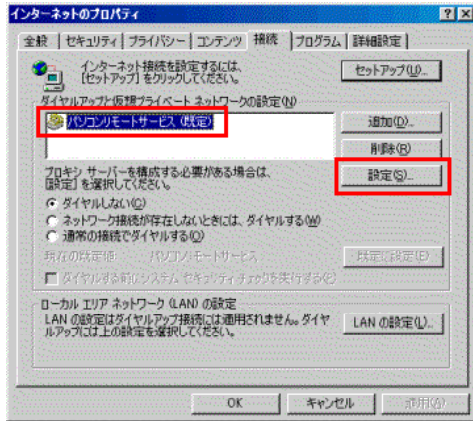 インターネットのプロパティ
全般 セキュリティ プライバシー コンテンツ 接続 プログラム 詳細設定
インターネット接続を設定するには、
[セットアップ] をクリックしてください。
セットアップ(U)...
ダイヤルアップと仮想プライベート ネットワークの設定(N)
パソコンリモートサービス (既定)
追加(D)...
削除(R)
プロキシ サーバーを構成する必要がある場合は、
[設定] を選択してください。
設定(S)...
ダイヤルしない(C)
ネットワーク接続が存在しないときには、ダイヤルする(W)
通常の接続でダイヤルする(O)
現在の既定値: パソコンリモートサービス
既定に設定(E)
ダイヤルする前にシステム セキュリティ チェックを実行する(K)
ローカル エリア ネットワーク (LAN) の設定
LAN の設定はダイヤルアップ接続には適用されません。ダイヤ
ルアップには上の設定を選択してください。
LAN の設定(L)...
OK
キャンセル
適用(A)